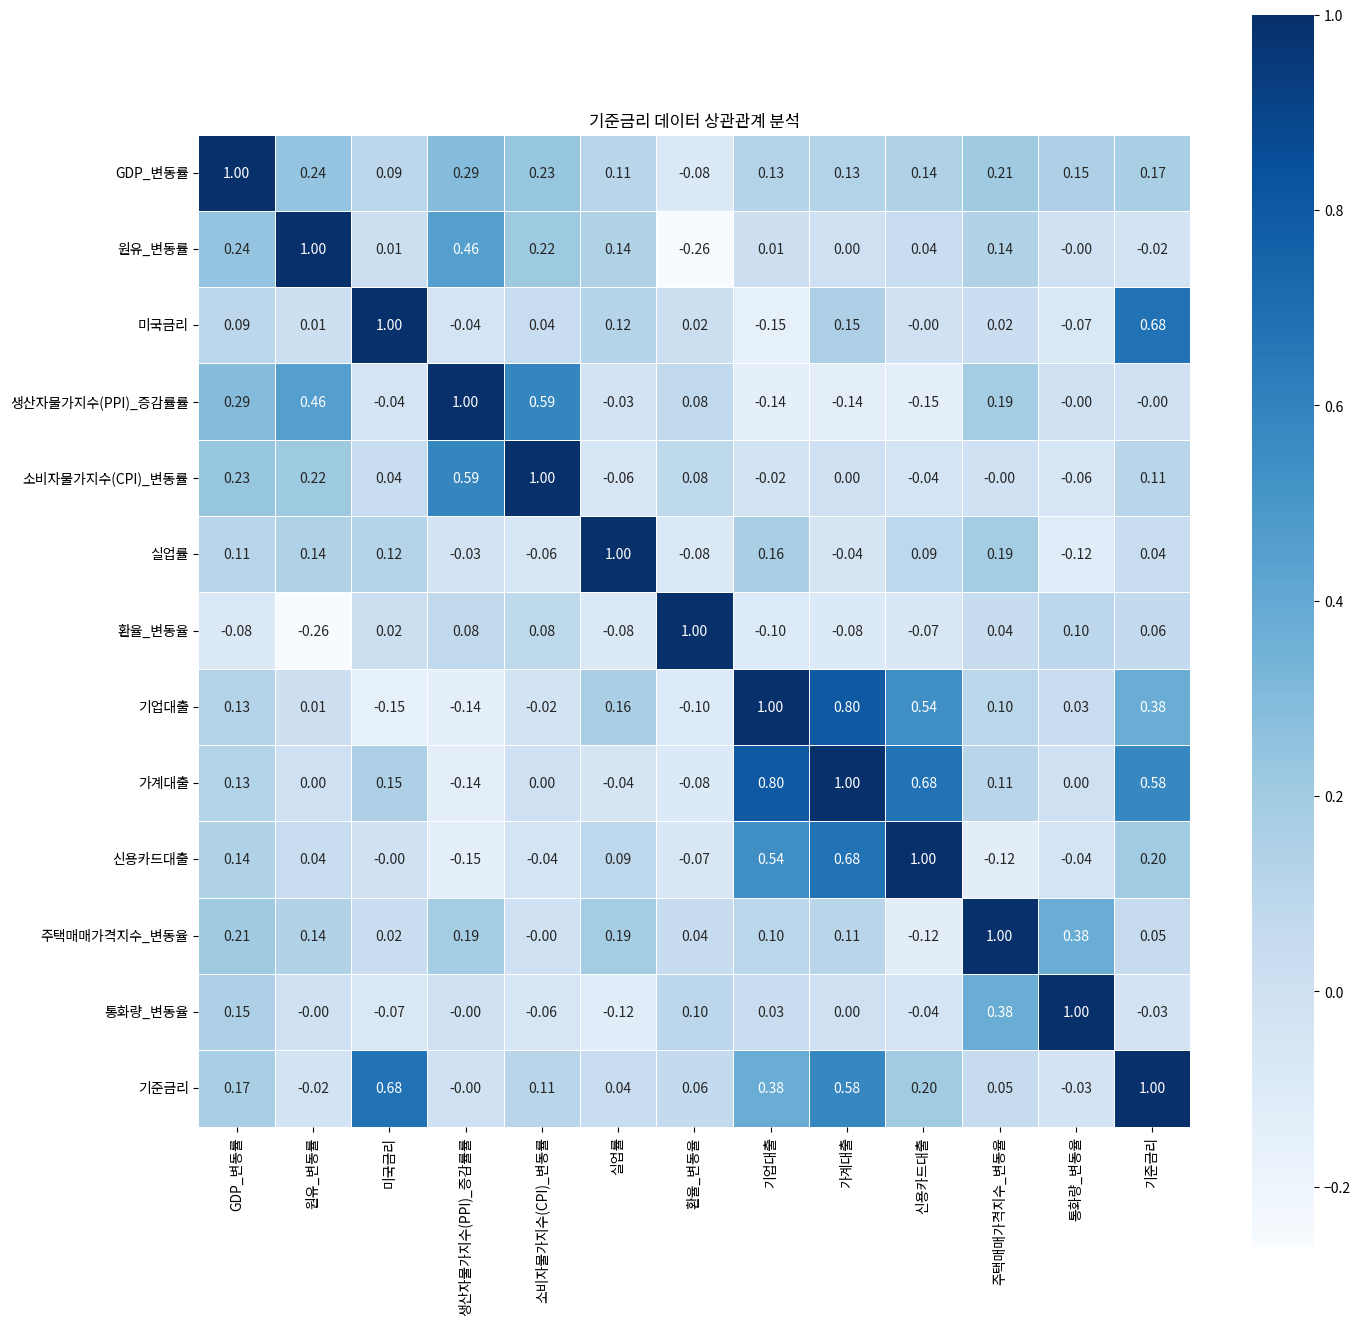 기준금리 데이터 상관관계 분석
GDP_변동률 1.00 0.24 0.09 0.29 0.23 0.11 -0.08 0.13 0.13 0.14 0.21 0.15 0.17
원유_변동률 0.24 1.00 0.01 0.46 0.22 0.14 -0.26 0.01 0.00 0.04 0.14 -0.00 -0.02
미국금리 0.09 0.01 1.00 -0.04 0.04 0.12 0.02 -0.15 0.15 -0.00 0.02 -0.07 0.68
생산자물가지수(PPI)_증감률률 0.29 0.46 -0.04 1.00 0.59 -0.03 0.08 -0.14 -0.14 -0.15 0.19 -0.00 -0.00
소비자물가지수(CPI)_변동률 0.23 0.22 0.04 0.59 1.00 -0.06 0.08 -0.02 0.00 -0.04 -0.00 -0.06 0.11
실업률 0.11 0.14 0.12 -0.03 -0.06 1.00 -0.08 0.16 -0.04 0.09 0.19 -0.12 0.04
환율_변동율 -0.08 -0.26 0.02 0.08 0.08 -0.08 1.00 -0.10 -0.08 -0.07 0.04 0.10 0.06
기업대출 0.13 0.01 -0.15 -0.14 -0.02 0.16 -0.10 1.00 0.80 0.54 0.10 0.03 0.38
가계대출 0.13 0.00 0.15 -0.14 0.00 -0.04 -0.08 0.80 1.00 0.68 0.11 0.00 0.58
신용카드대출 0.14 0.04 -0.00 -0.15 -0.04 0.09 -0.07 0.54 0.68 1.00 -0.12 -0.04 0.20
주택매매가격지수_변동율 0.21 0.14 0.02 0.19 -0.00 0.19 0.04 0.10 0.11 -0.12 1.00 0.38 0.05
통화량_변동율 0.15 -0.00 -0.07 -0.00 -0.06 -0.12 0.10 0.03 0.00 -0.04 0.38 1.00 -0.03
기준금리 0.17 -0.02 0.68 -0.00 0.11 0.04 0.06 0.38 0.58 0.20 0.05 -0.03 1.00
GDP_변동률
원유_변동률
미국금리
생산자물가지수(PPI)_증감률률
소비자물가지수(CPI)_변동률
실업률
환율_변동율
기업대출
가계대출
신용카드대출
주택매매가격지수_변동율
통화량_변동율
기준금리
1.0
0.8
0.6
0.4
0.2
0.0
−0.2